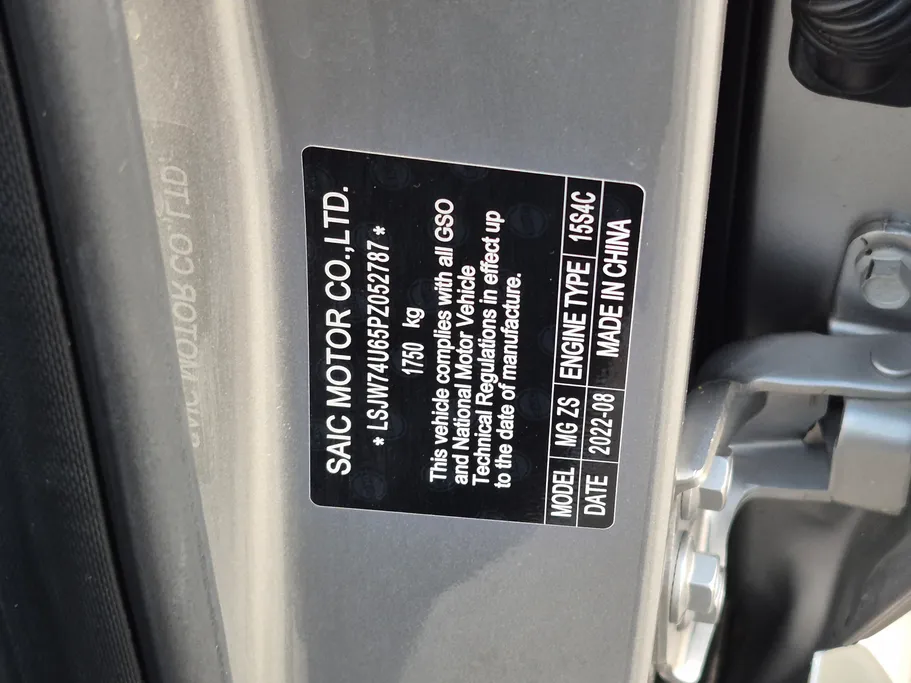 SAIC MOTOR CO.,LTD.
* LSJW74U65PZ052787 *
1750 kg
This vehicle complies with all GSO
and National Motor Vehicle
Technical Regulations in effect up
to the date of manufacture.
MODEL MG ZS ENGINE TYPE 15S4C
DATE 2022-08 MADE IN CHINA